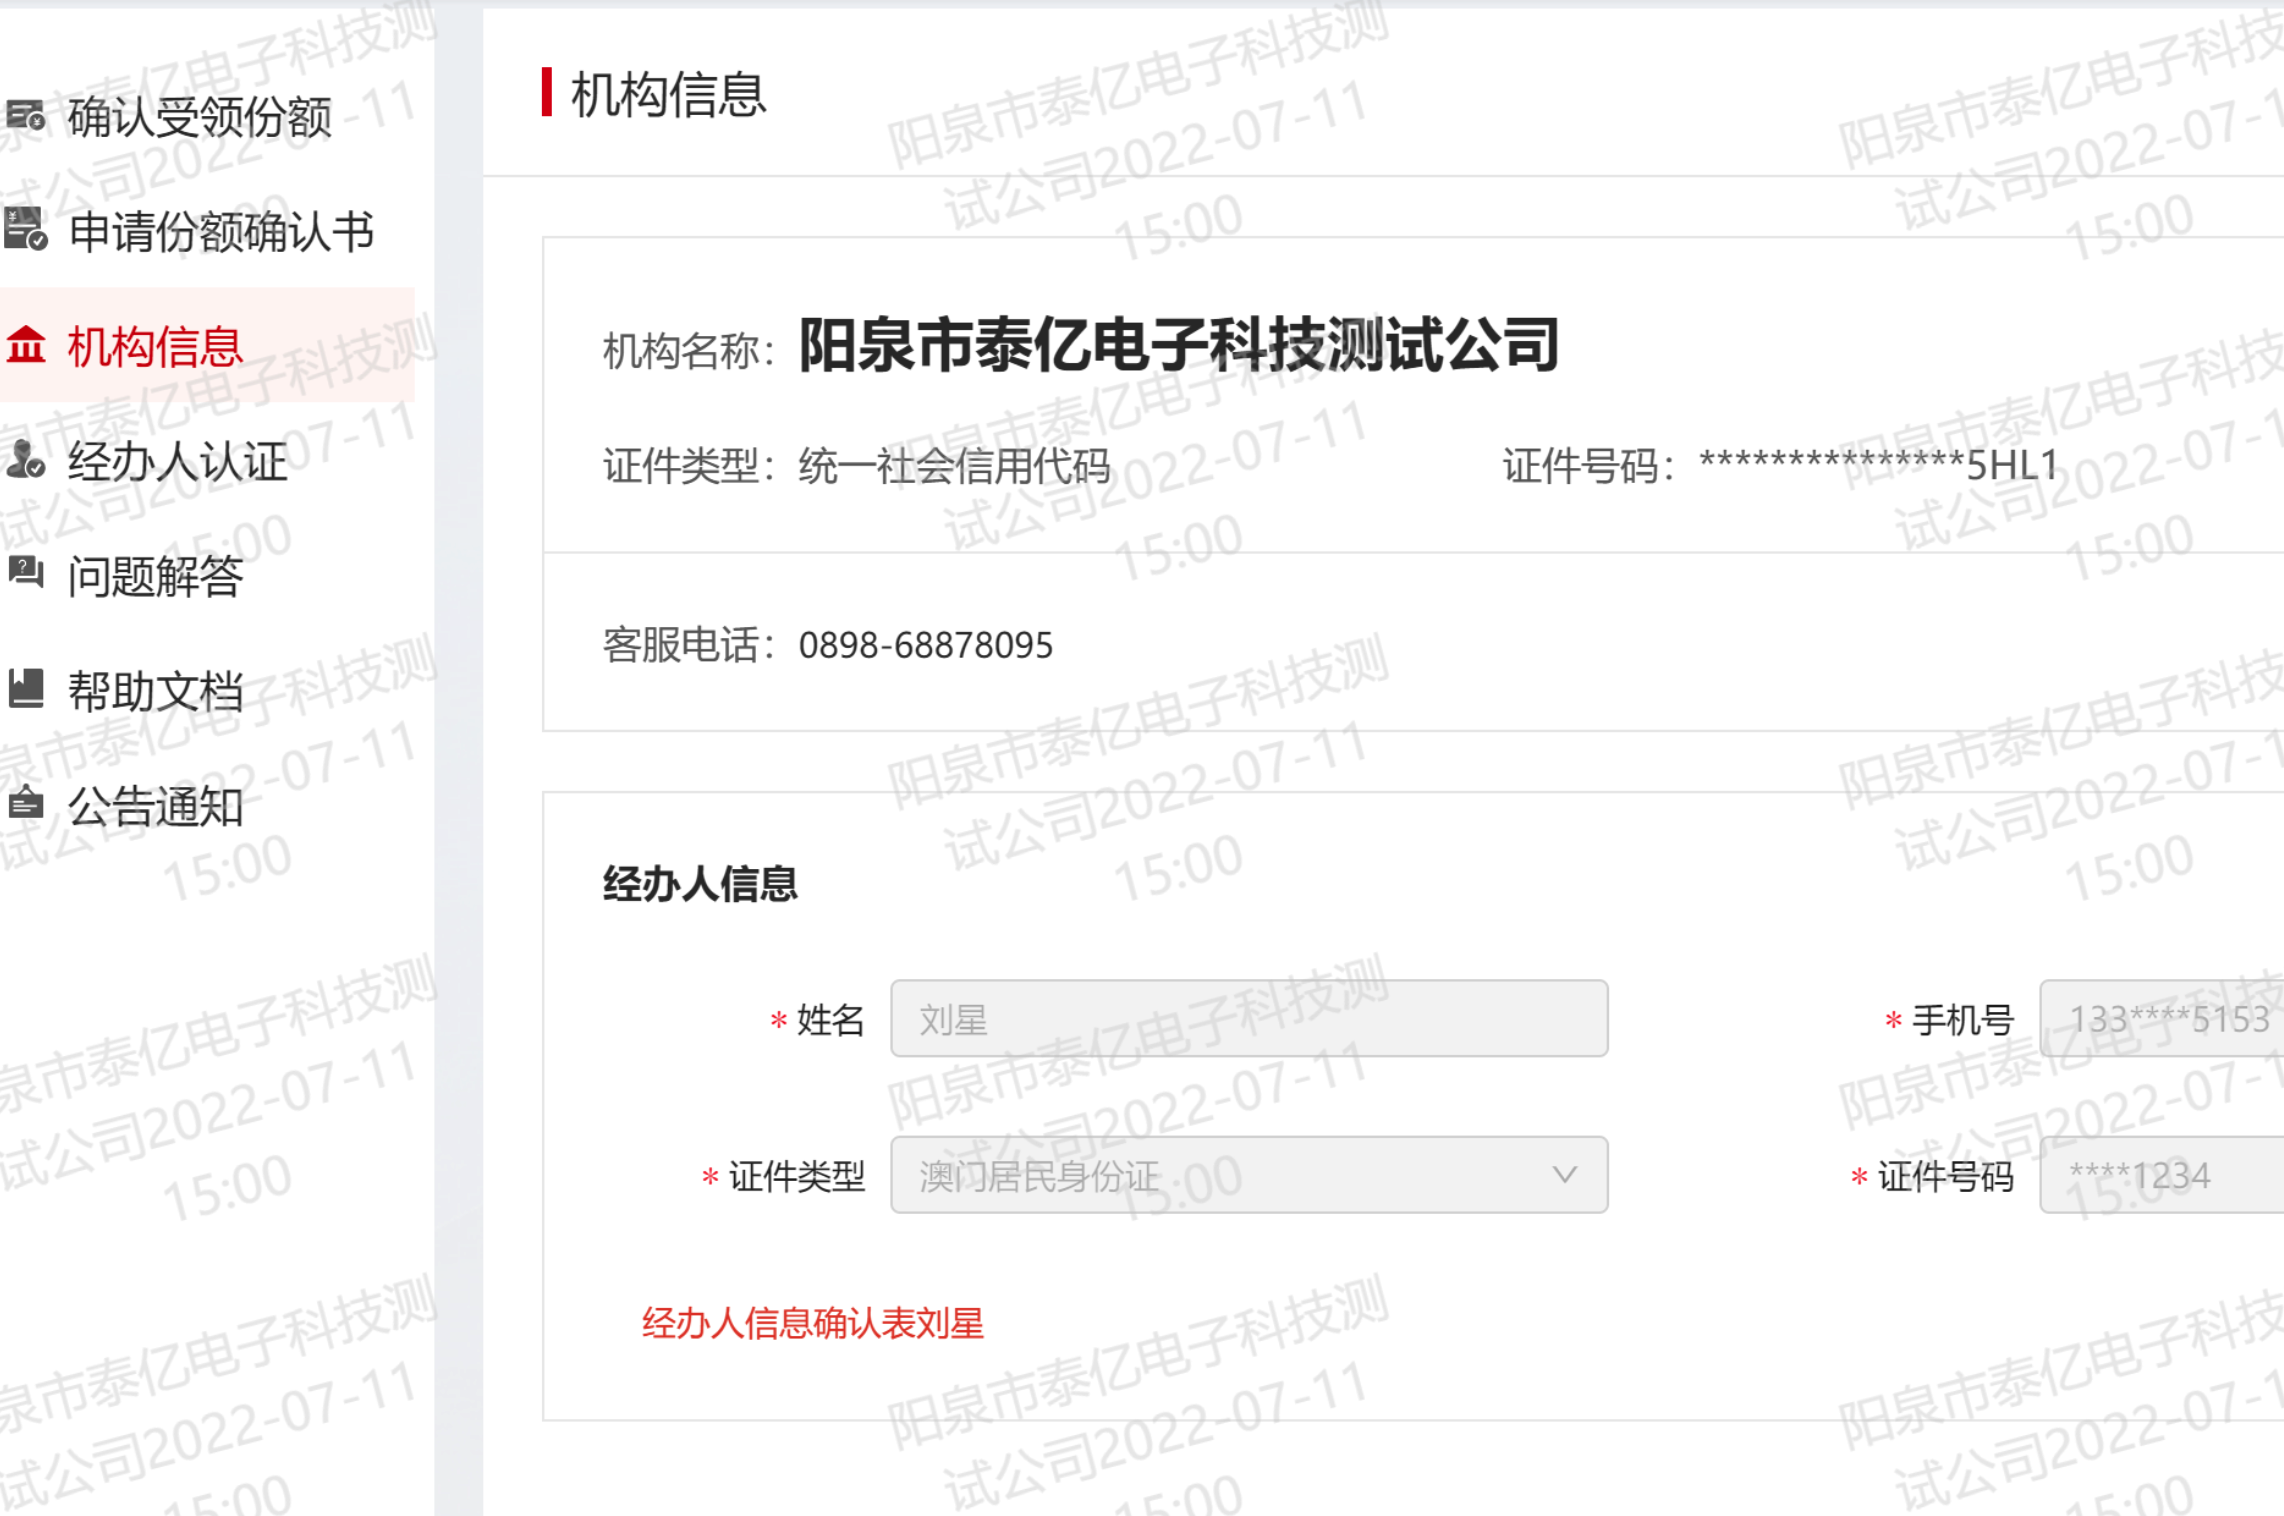 确认受领份额
申请份额确认书
机构信息
经办人认证
问题解答
帮助文档
公告通知
机构信息
机构名称： 阳泉市泰亿电子科技测试公司
证件类型： 统一社会信用代码
证件号码： ***************5HL1
客服电话： 0898-68878095
经办人信息
* 姓名 刘星
* 手机号 133****5153
* 证件类型 澳门居民身份证
* 证件号码 ****1234
经办人信息确认表刘星
阳泉市泰亿电子科技测
试公司2022-07-11
15:00